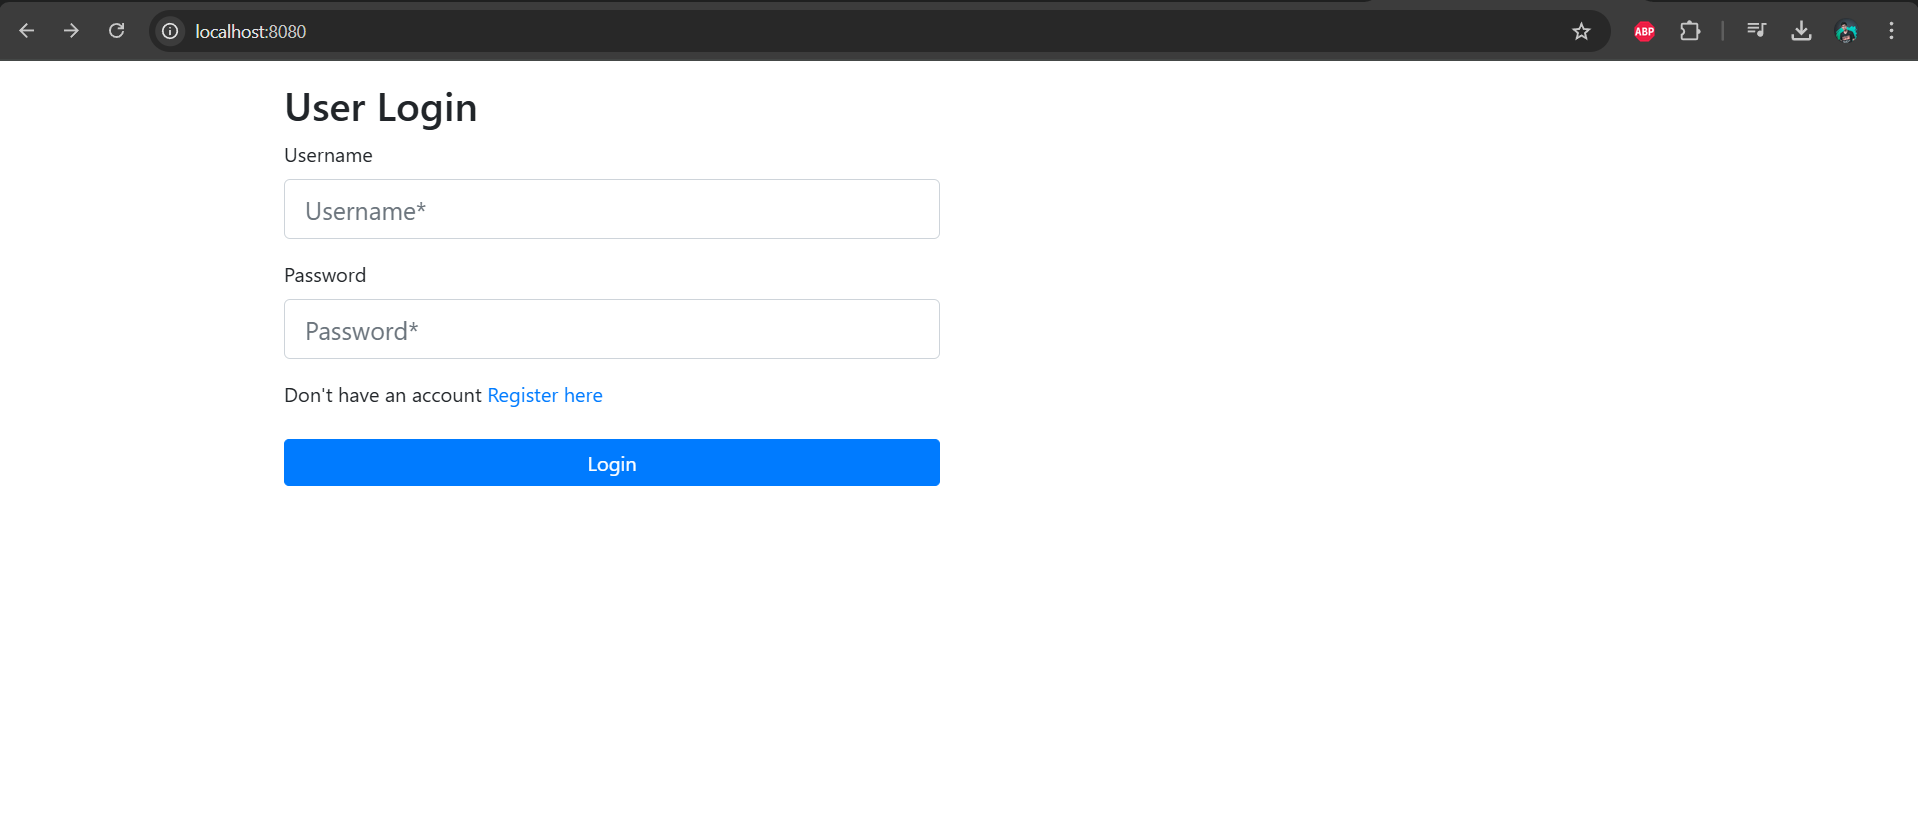 localhost:8080
ABP
User Login
Username
Username*
Password
Password*
Don't have an account Register here
Login